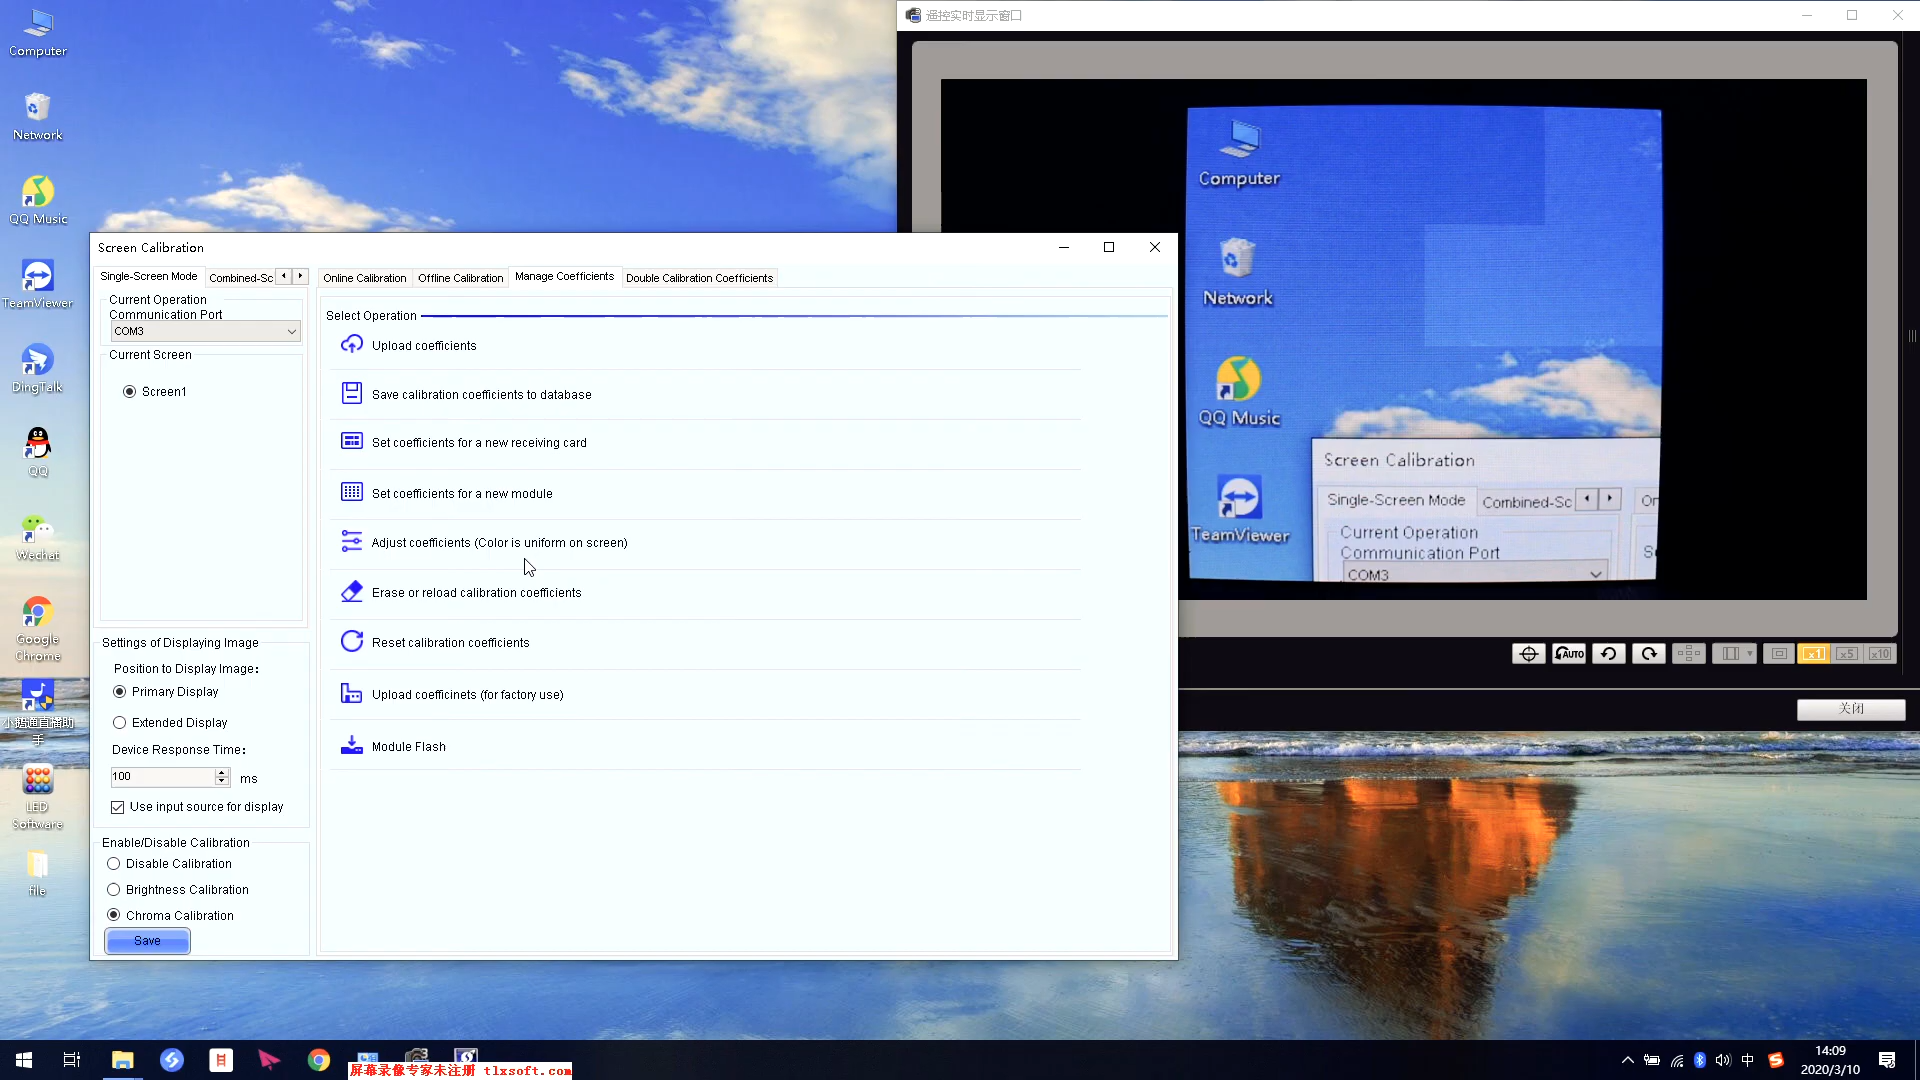 Computer
Network
QQ Music
TeamViewer
DingTalk
QQ
Wechat
Google
Chrome
小鹅通直播助
手
LED
Software
file
遥控实时显示窗口
Computer
Network
QQ Music
TeamViewer
Screen Calibration
Single-Screen Mode
Combined-Sc
Current Operation
Communication Port
COM3
AUTO
x1
x5
x10
关闭
Screen Calibration
Single-Screen Mode
Combined-Sc
Current Operation
Communication Port
COM3
Current Screen
Screen1
Settings of Displaying Image
Position to Display Image:
Primary Display
Extended Display
Device Response Time:
100
ms
Use input source for display
Enable/Disable Calibration
Disable Calibration
Brightness Calibration
Chroma Calibration
Save
Online Calibration
Offline Calibration
Manage Coefficients
Double Calibration Coefficients
Select Operation
Upload coefficients
Save calibration coefficients to database
Set coefficients for a new receiving card
Set coefficients for a new module
Adjust coefficients (Color is uniform on screen)
Erase or reload calibration coefficients
Reset calibration coefficients
Upload coefficinets (for factory use)
Module Flash
屏幕录像专家未注册 tlxsoft.com
中
14:09
2020/3/10